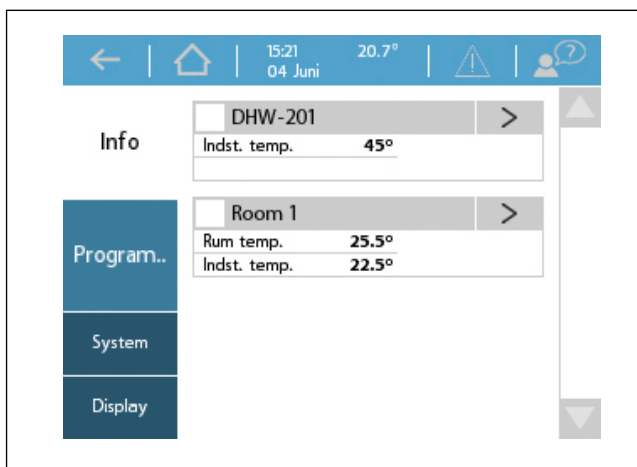 15:21 20.7°
04 Juni
?
Info
DHW-201 >
Indst. temp. 45°
Room 1 >
Rum temp. 25.5°
Indst. temp. 22.5°
Program..
System
Display